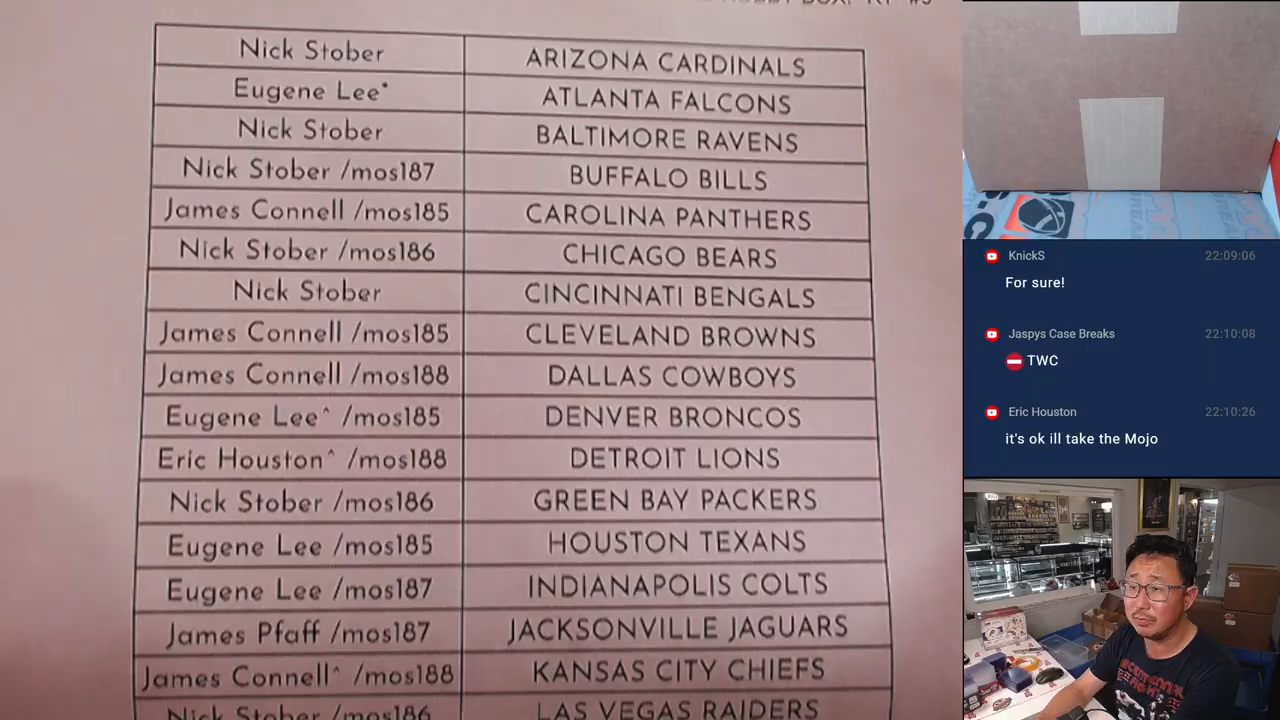 Nick Stober ARIZONA CARDINALS
Eugene Lee* ATLANTA FALCONS
Nick Stober BALTIMORE RAVENS
Nick Stober /mos187 BUFFALO BILLS
James Connell /mos185 CAROLINA PANTHERS
Nick Stober /mos186 CHICAGO BEARS
Nick Stober CINCINNATI BENGALS
James Connell /mos185 CLEVELAND BROWNS
James Connell /mos188 DALLAS COWBOYS
Eugene Lee^ /mos185 DENVER BRONCOS
Eric Houston^ /mos188 DETROIT LIONS
Nick Stober /mos186 GREEN BAY PACKERS
Eugene Lee /mos185 HOUSTON TEXANS
Eugene Lee /mos187 INDIANAPOLIS COLTS
James Pfaff /mos187 JACKSONVILLE JAGUARS
James Connell^ /mos188 KANSAS CITY CHIEFS
Nick Stober /mos186 LAS VEGAS RAIDERS
KnickS 22:09:06
For sure!
Jaspys Case Breaks 22:10:08
TWC
Eric Houston 22:10:26
it's ok ill take the Mojo